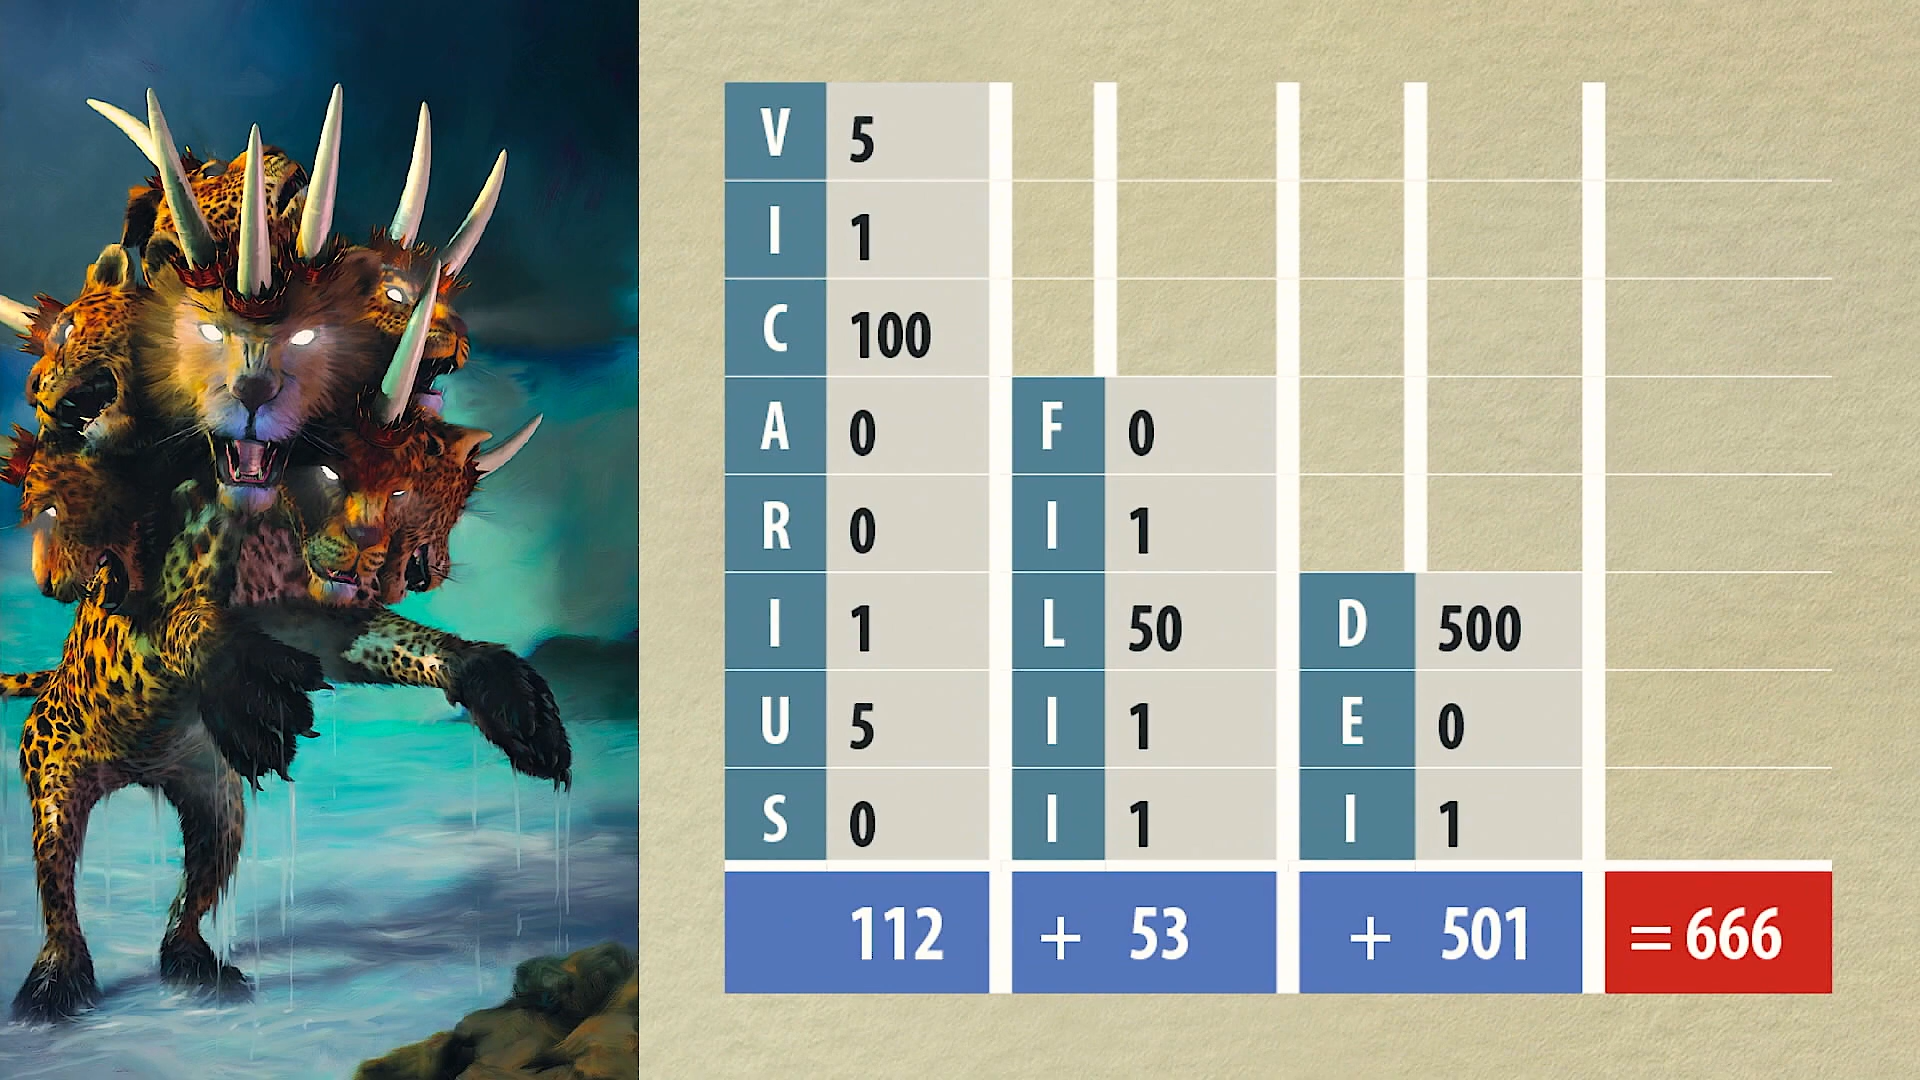 V 5
I 1
C 100
A 0 F 0
R 0 I 1
I 1 L 50 D 500
U 5 I 1 E 0
S 0 I 1 I 1
112 + 53 + 501 = 666